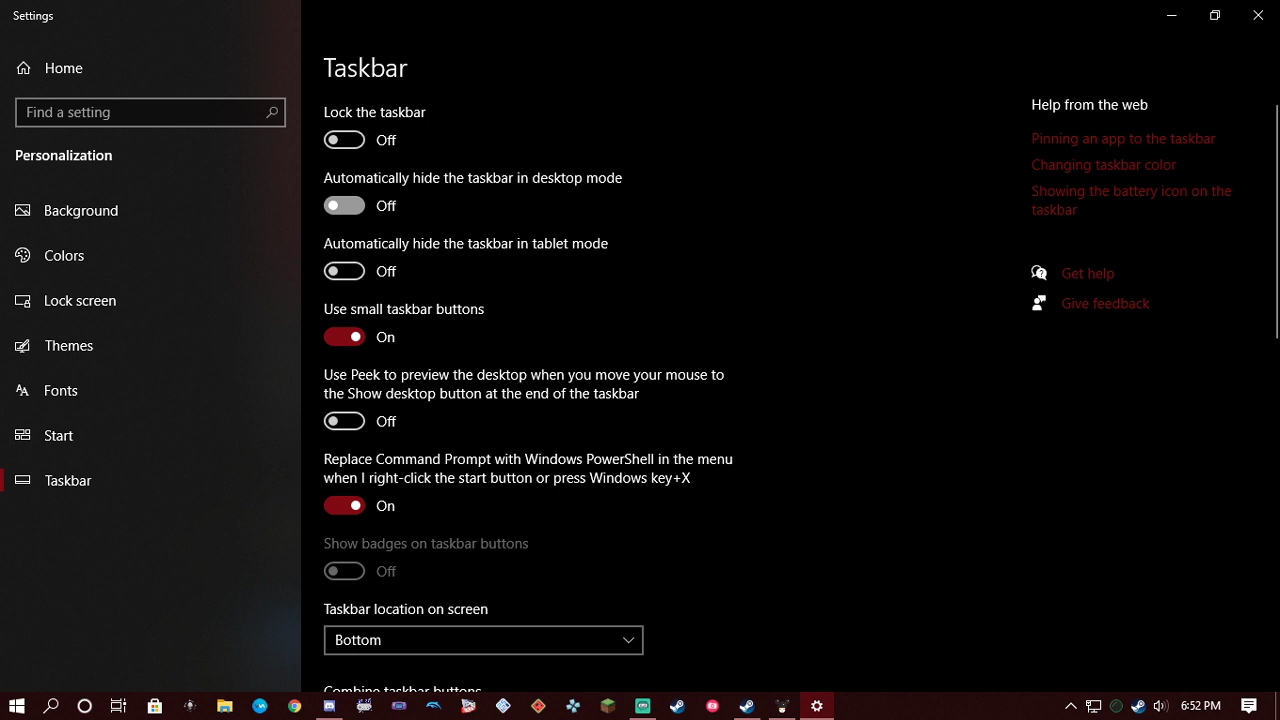 Settings
Home
Find a setting
Personalization
Background
Colors
Lock screen
Themes
Fonts
Start
Taskbar
Taskbar
Lock the taskbar
Off
Automatically hide the taskbar in desktop mode
Off
Automatically hide the taskbar in tablet mode
Off
Use small taskbar buttons
On
Use Peek to preview the desktop when you move your mouse to
the Show desktop button at the end of the taskbar
Off
Replace Command Prompt with Windows PowerShell in the menu
when I right-click the start button or press Windows key+X
On
Show badges on taskbar buttons
Off
Taskbar location on screen
Bottom
Combine taskbar buttons
Help from the web
Pinning an app to the taskbar
Changing taskbar color
Showing the battery icon on the
taskbar
Get help
Give feedback
6:52 PM